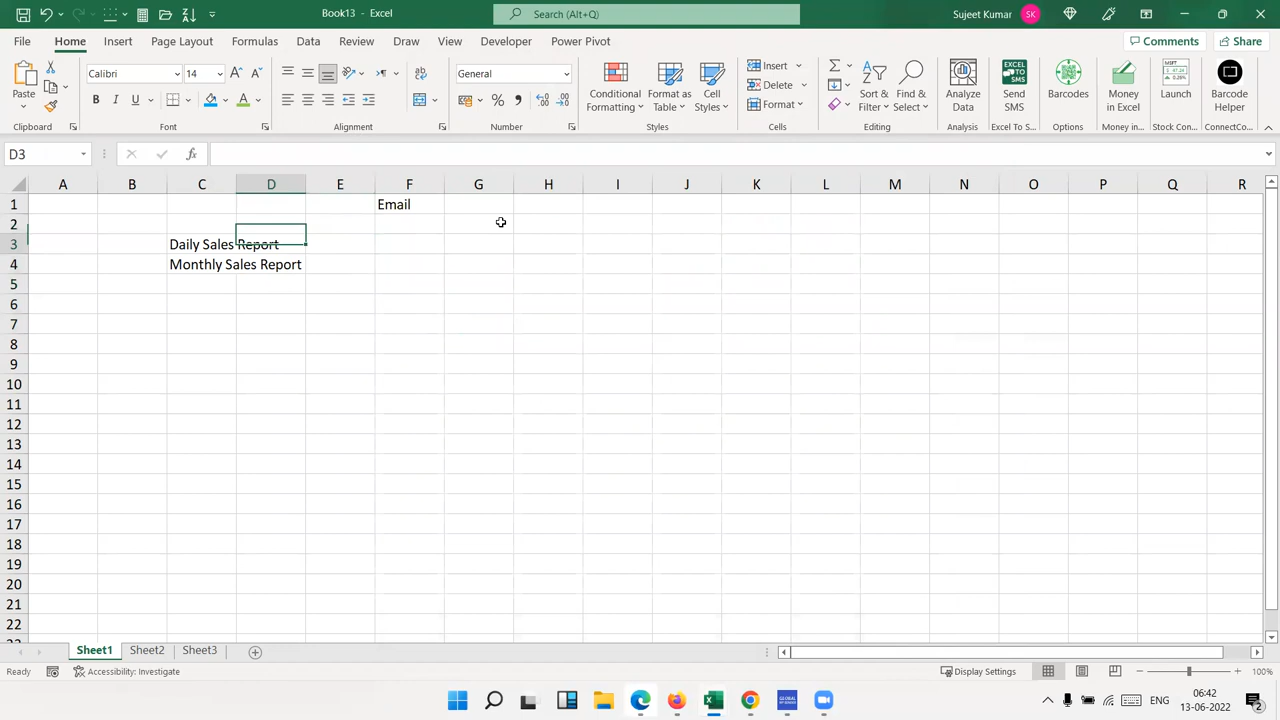 Book13 - Excel
Search (Alt+Q)
Sujeet Kumar
SK
File Home Insert Page Layout Formulas Data Review View Draw Developer Power Pivot
Comments
Share
Paste
Clipboard
Calibri
14
B I U
Font
Alignment
General
Number
Conditional Formatting
Format as Table
Cell Styles
Styles
Insert
Delete
Format
Cells
Sort & Filter
Find & Select
Editing
Analyze Data
Analysis
EXCEL TO SMS
Send SMS
Excel To S...
Barcodes
Options
Money in Excel
Money in...
MSFT
Launch
Stock Con...
Barcode Helper
ConnectCo...
D3
fx
A B C D E F G H I J K L M N O P Q R
1 Email
2
3 Daily Sales Report
4 Monthly Sales Report
5
6
7
8
9
10
11
12
13
14
15
16
17
18
19
20
21
22
Sheet1 Sheet2 Sheet3
Ready
Accessibility: Investigate
Display Settings
100%
ENG
06:42
13-06-2022
2